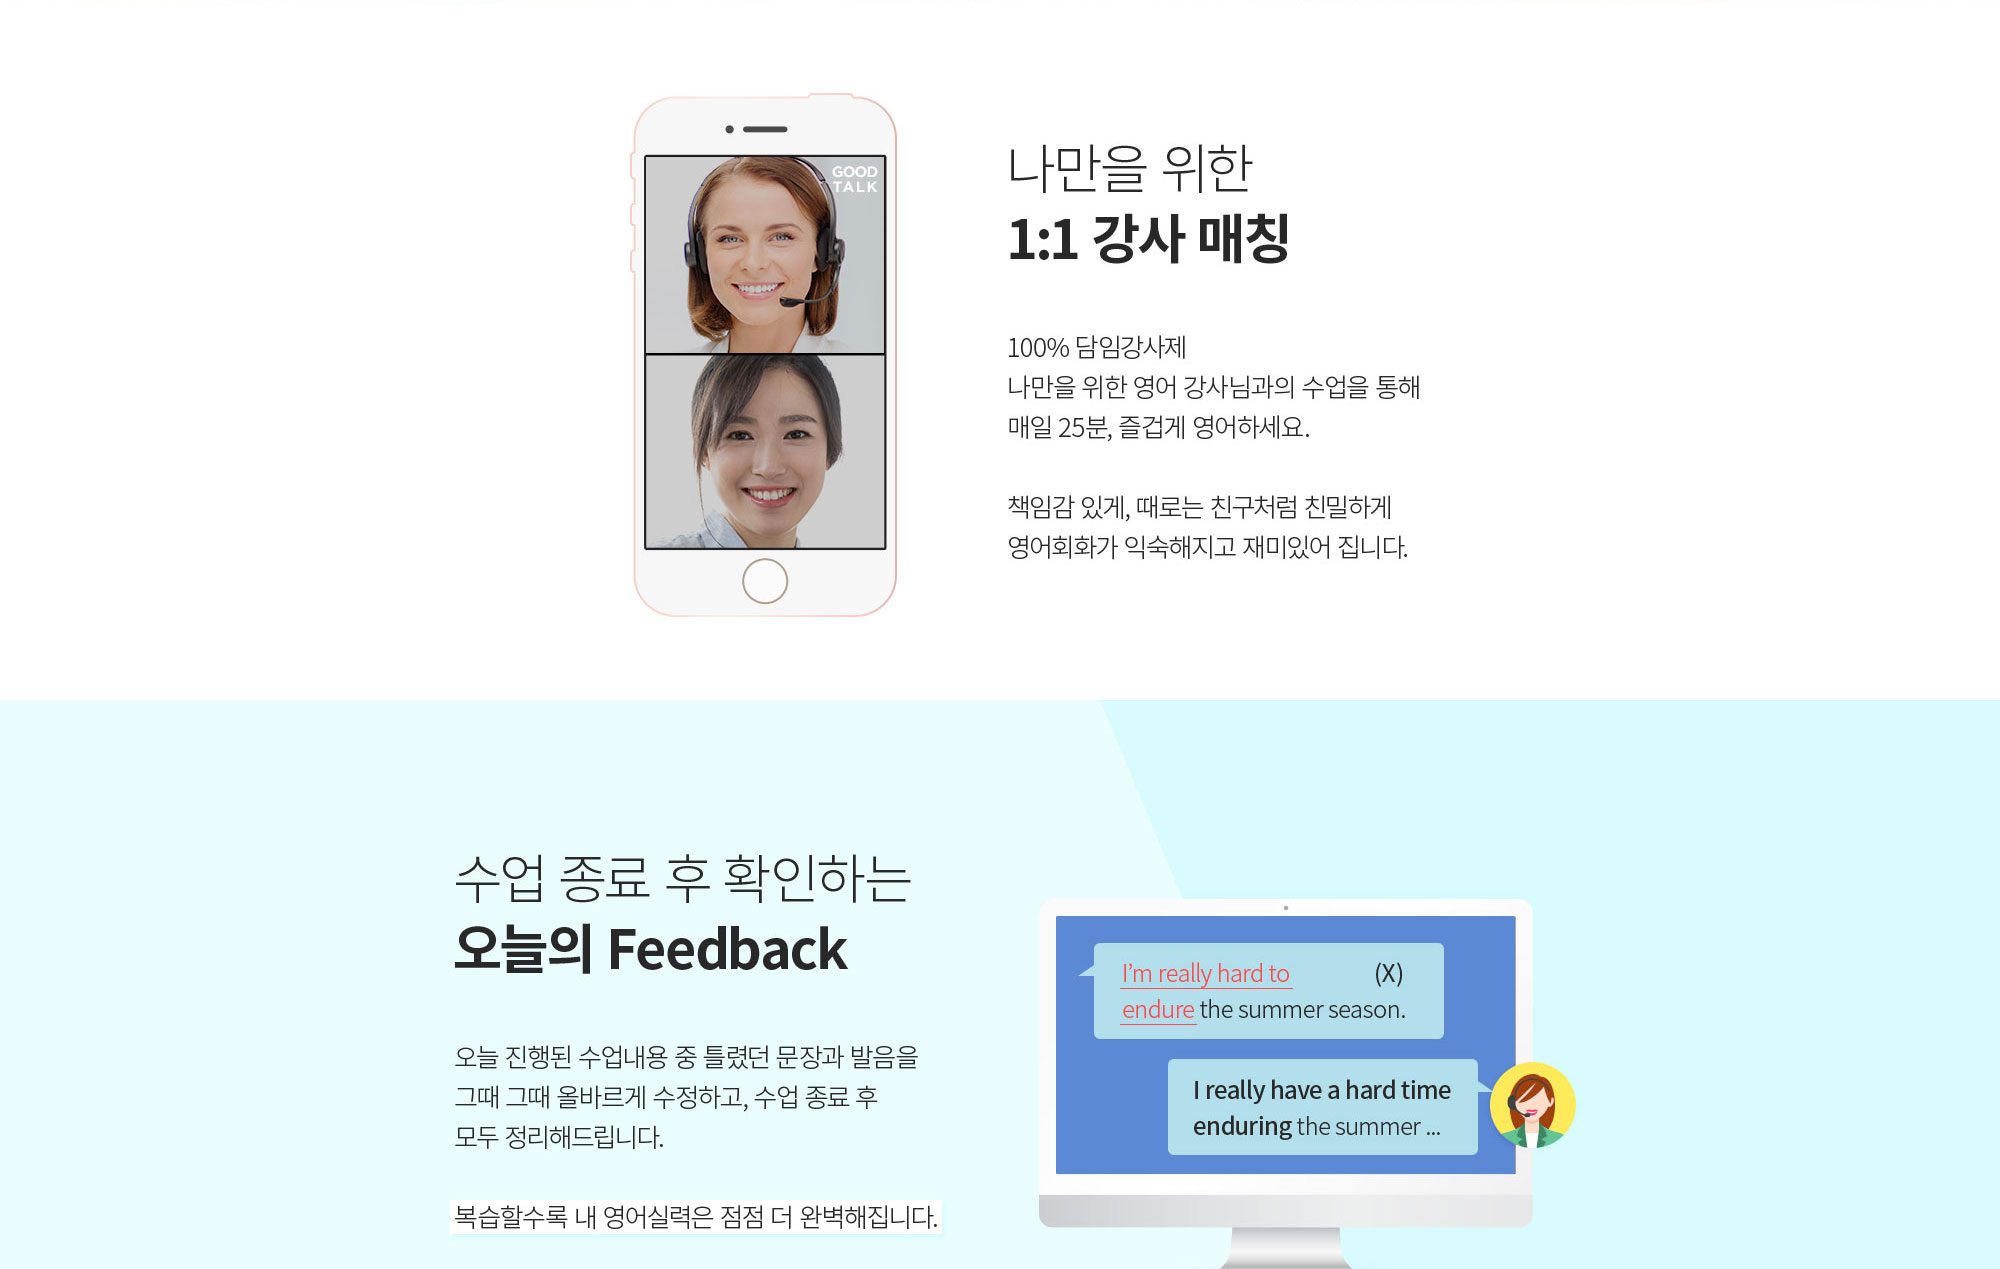 GOOD
TALK
나만을 위한
1:1 강사 매칭
100% 담임강사제
나만을 위한 영어 강사님과의 수업을 통해
매일 25분, 즐겁게 영어하세요.
책임감 있게, 때로는 친구처럼 친밀하게
영어회화가 익숙해지고 재미있어 집니다.
수업 종료 후 확인하는
오늘의 Feedback
오늘 진행된 수업내용 중 틀렸던 문장과 발음을
그때 그때 올바르게 수정하고, 수업 종료 후
모두 정리해드립니다.
복습할수록 내 영어실력은 점점 더 완벽해집니다.
I'm really hard to (X)
endure the summer season.
I really have a hard time
enduring the summer ...